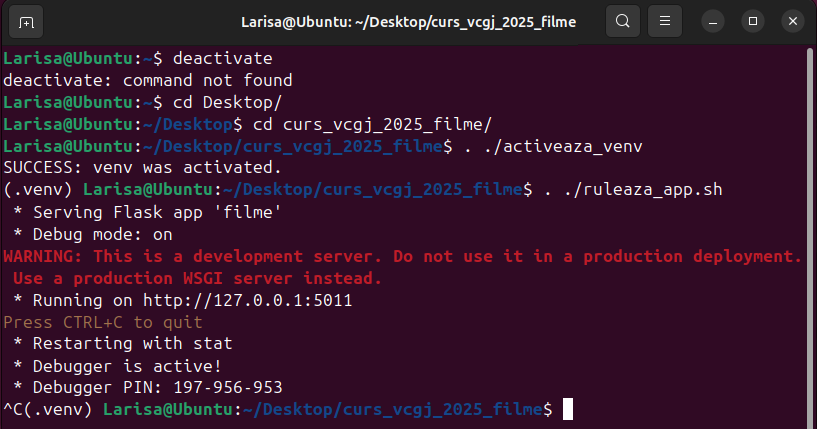 Larisa@Ubuntu: ~/Desktop/curs_vcgj_2025_filme
Larisa@Ubuntu:~$ deactivate
deactivate: command not found
Larisa@Ubuntu:~$ cd Desktop/
Larisa@Ubuntu:~/Desktop$ cd curs_vcgj_2025_filme/
Larisa@Ubuntu:~/Desktop/curs_vcgj_2025_filme$ . ./activeaza_venv
SUCCESS: venv was activated.
(.venv) Larisa@Ubuntu:~/Desktop/curs_vcgj_2025_filme$ . ./ruleaza_app.sh
 * Serving Flask app 'filme'
 * Debug mode: on
WARNING: This is a development server. Do not use it in a production deployment.
 Use a production WSGI server instead.
 * Running on http://127.0.0.1:5011
Press CTRL+C to quit
 * Restarting with stat
 * Debugger is active!
 * Debugger PIN: 197-956-953
^C(.venv) Larisa@Ubuntu:~/Desktop/curs_vcgj_2025_filme$